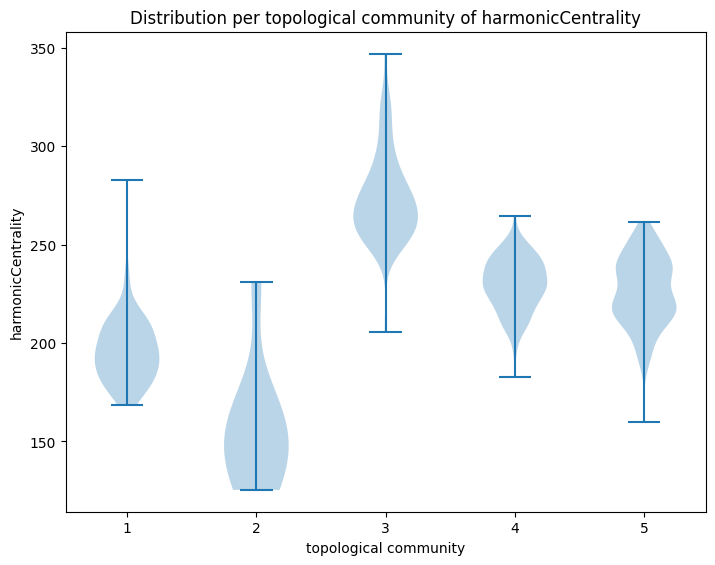 Distribution per topological community of harmonicCentrality
harmonicCentrality
350
300
250
200
150
1 2 3 4 5
topological community